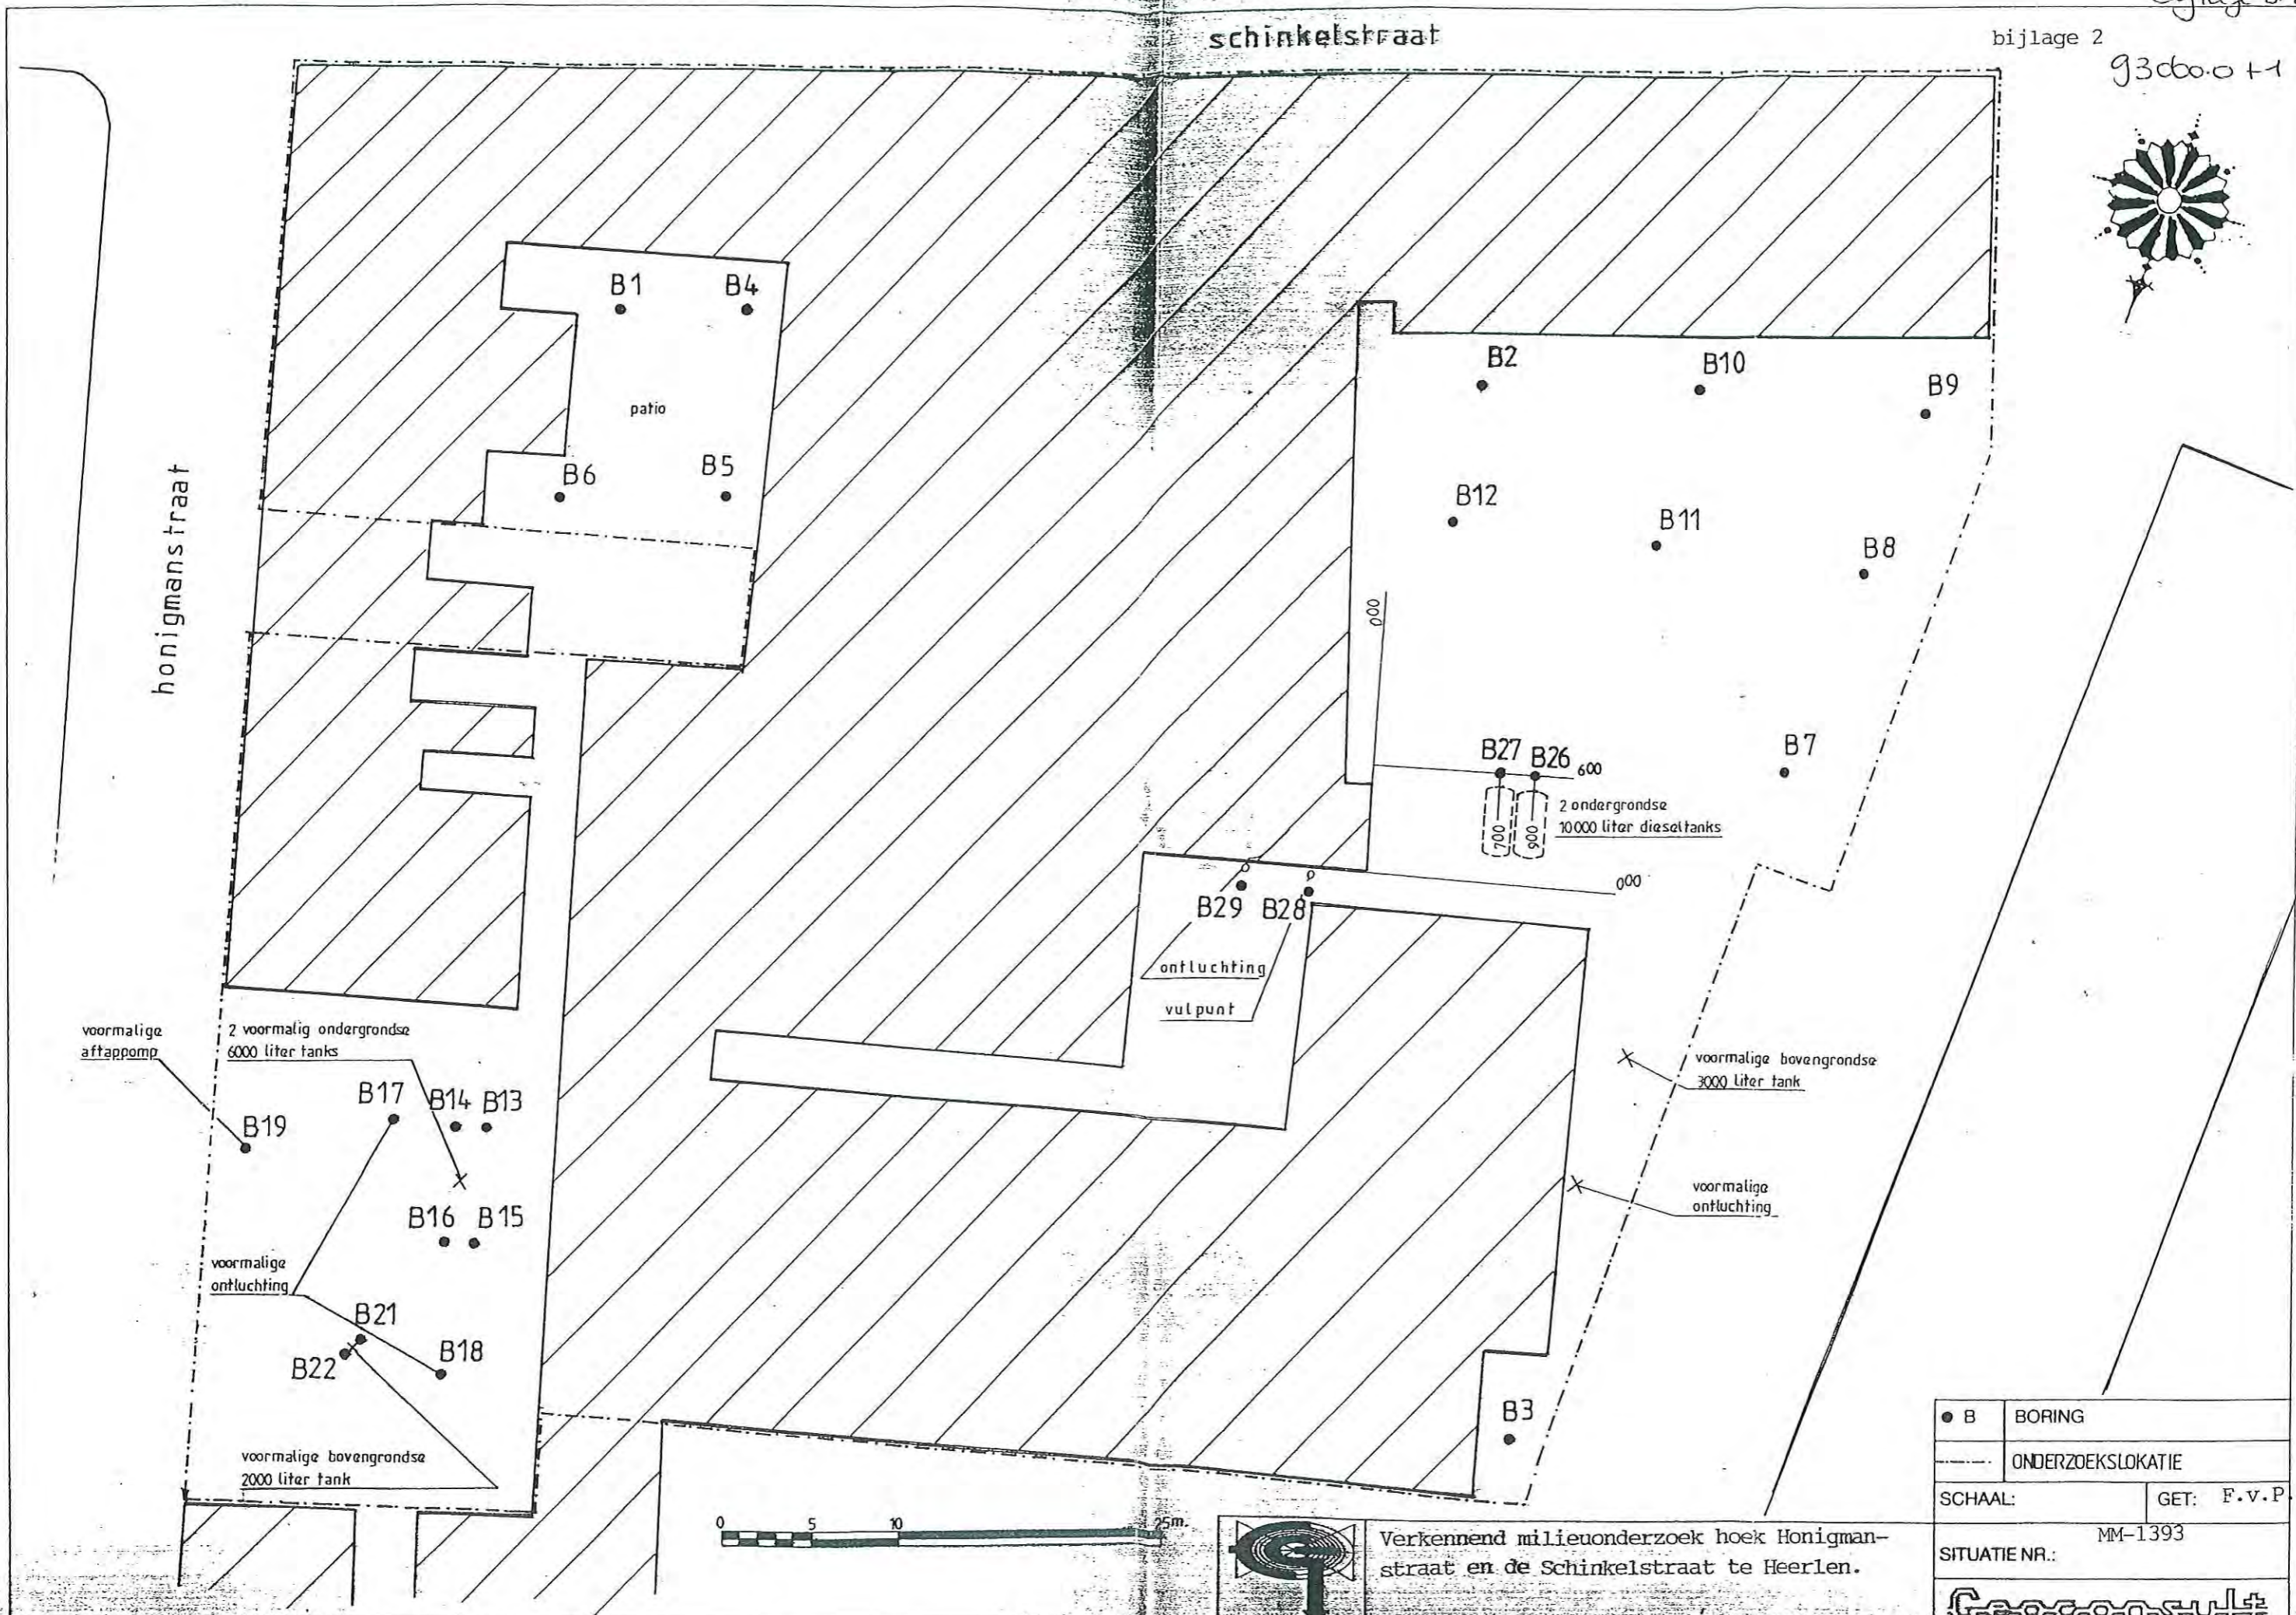 schinkelstraat
bijlage 2
93060.0 +1
honigmanstraat
B1
B4
patio
B6
B5
B2
B10
B9
B12
B11
B8
000
B27
B26
600
B7
2 ondergrondse
10000 liter dieseltanks
700
900
000
B29
B28
ontluchting
vulpunt
voormalige
aftappomp
2 voormalig ondergrondse
6000 liter tanks
B17
B14
B13
B19
B16
B15
voormalige
ontluchting
B21
B22
B18
voormalige bovengrondse
2000 liter tank
voormalige bovengrondse
3000 liter tank
voormalige
ontluchting
B3
0 5 10 25m.
Verkennend milieuonderzoek hoek Honigman-
straat en de Schinkelstraat te Heerlen.
B BORING
ONDERZOEKSLOKATIE
SCHAAL: GET: F.v.P.
MM-1393
SITUATIE NR.: